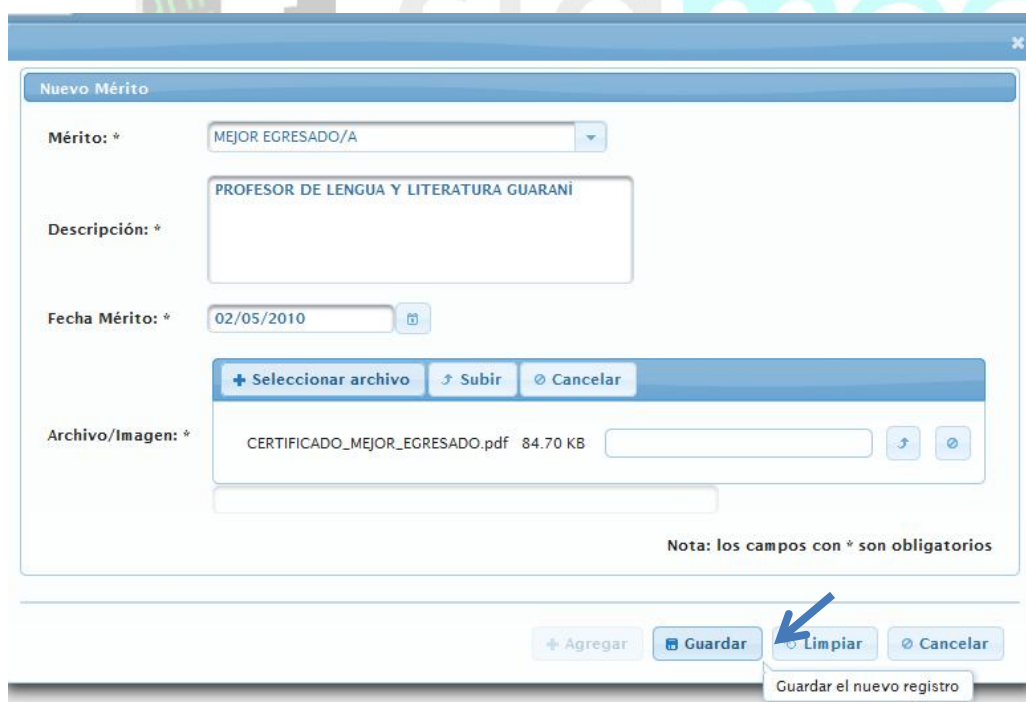 Nuevo Mérito
Mérito: * MEJOR EGRESADO/A
PROFESOR DE LENGUA Y LITERATURA GUARANÍ
Descripción: *
Fecha Mérito: * 02/05/2010
Seleccionar archivo Subir Cancelar
Archivo/Imagen: * CERTIFICADO_MEJOR_EGRESADO.pdf 84.70 KB
Nota: los campos con * son obligatorios
Agregar Guardar Limpiar Cancelar
Guardar el nuevo registro